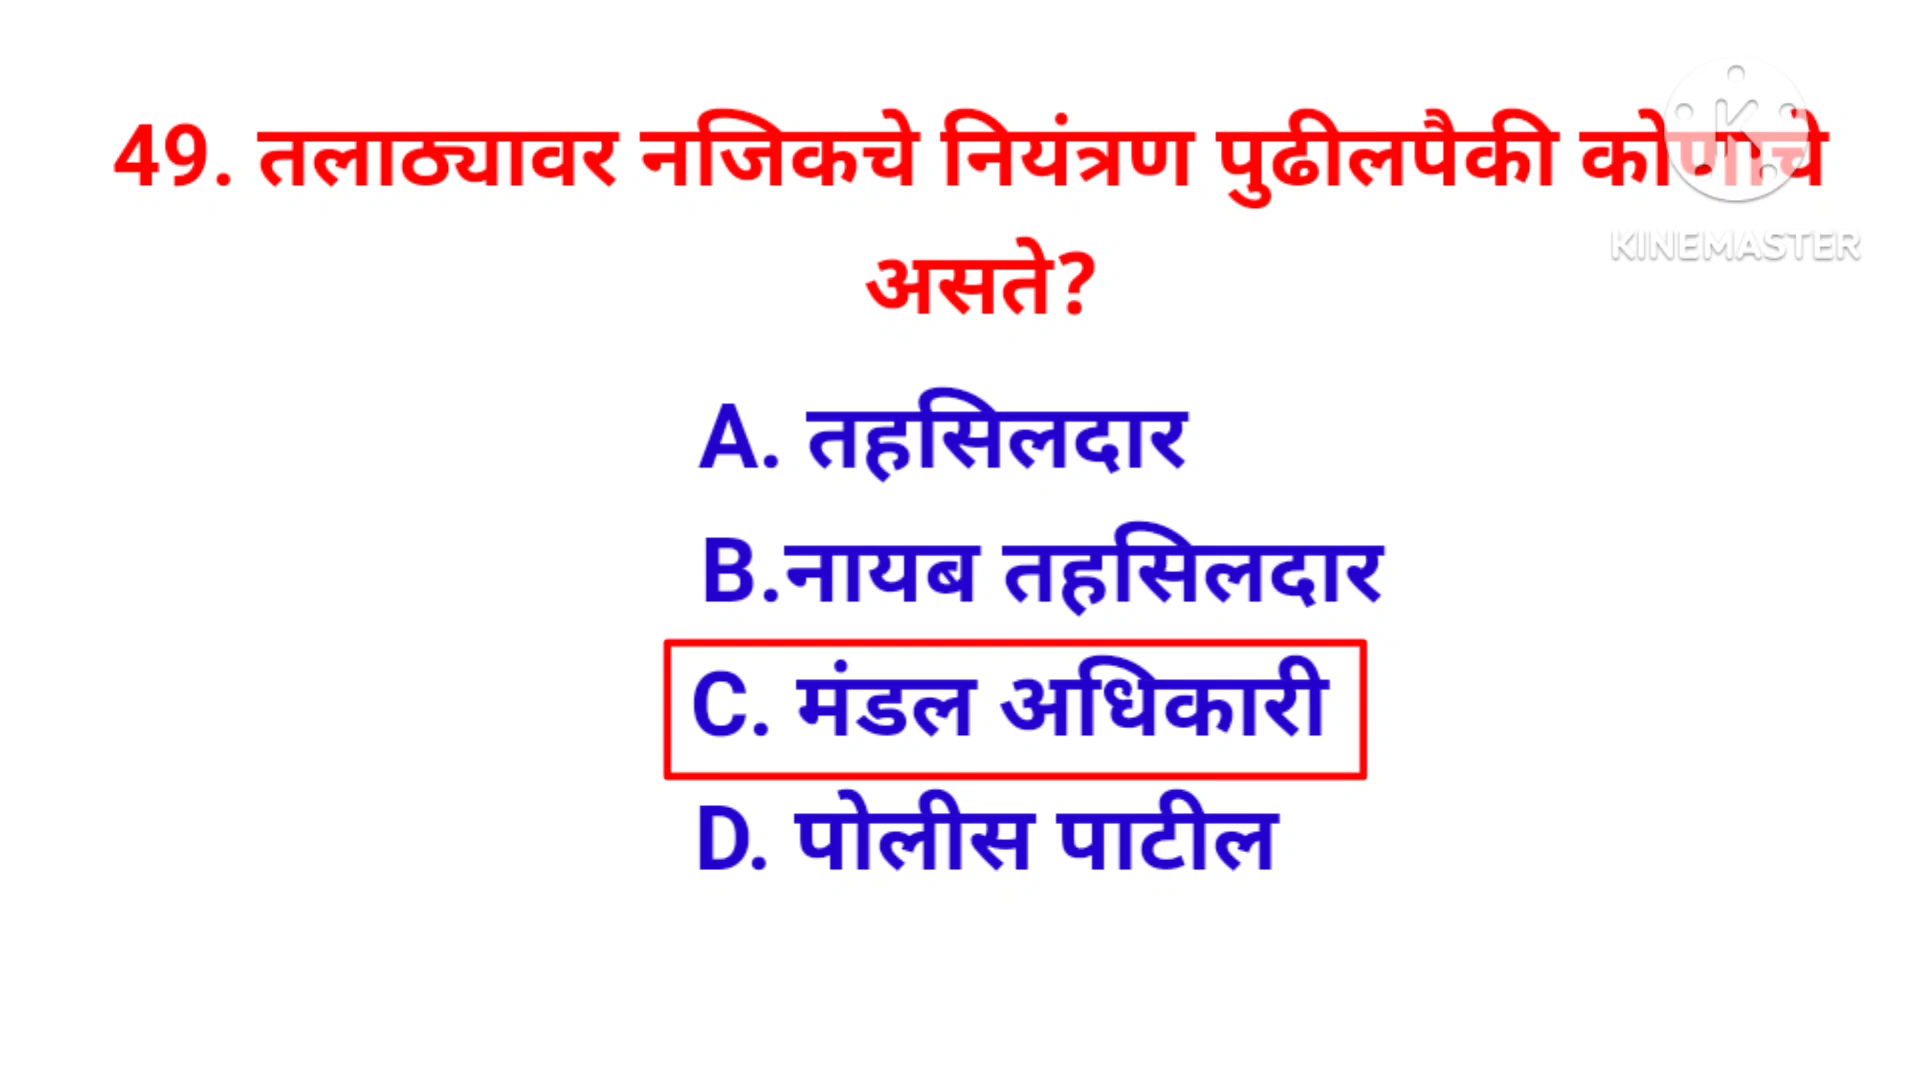 49. तलाठ्यावर नजिकचे नियंत्रण पुढीलपैकी कोणाचे
असते?
KINEMASTER
A. तहसिलदार
B.नायब तहसिलदार
C. मंडल अधिकारी
D. पोलीस पाटील